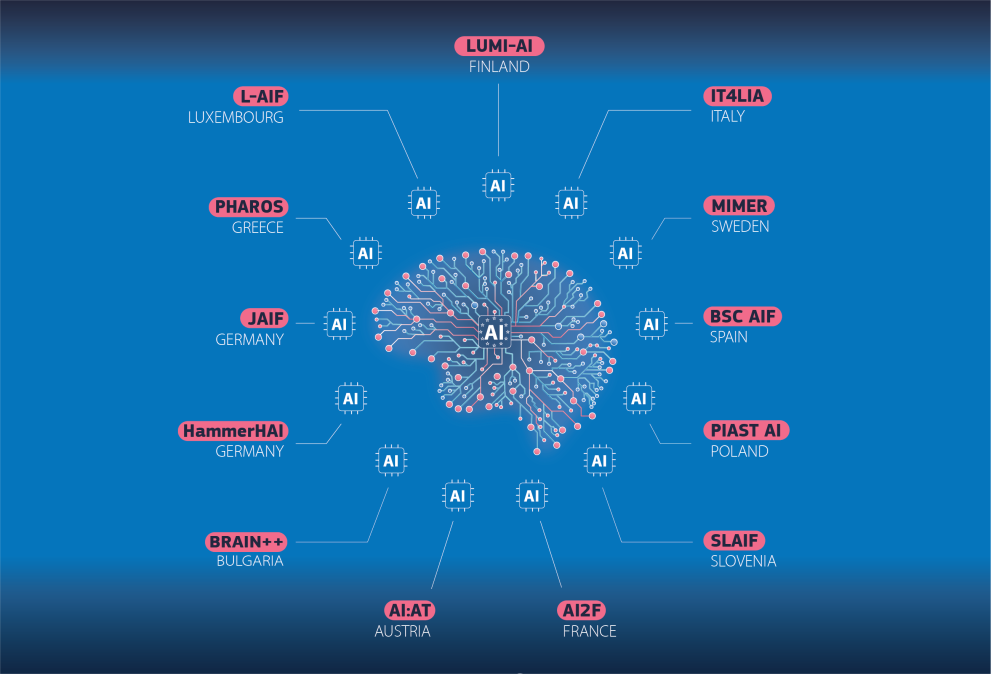 LUMI-AI
FINLAND
L-AIF
LUXEMBOURG
IT4LIA
ITALY
AI
AI
AI
PHAROS
GREECE
MIMER
SWEDEN
AI
AI
JAIF
GERMANY
AI
AI
AI
BSC AIF
SPAIN
AI
AI
HammerHAI
GERMANY
PIAST AI
POLAND
AI
AI
AI
AI
BRAIN++
BULGARIA
SLAIF
SLOVENIA
AI:AT
AUSTRIA
AI2F
FRANCE